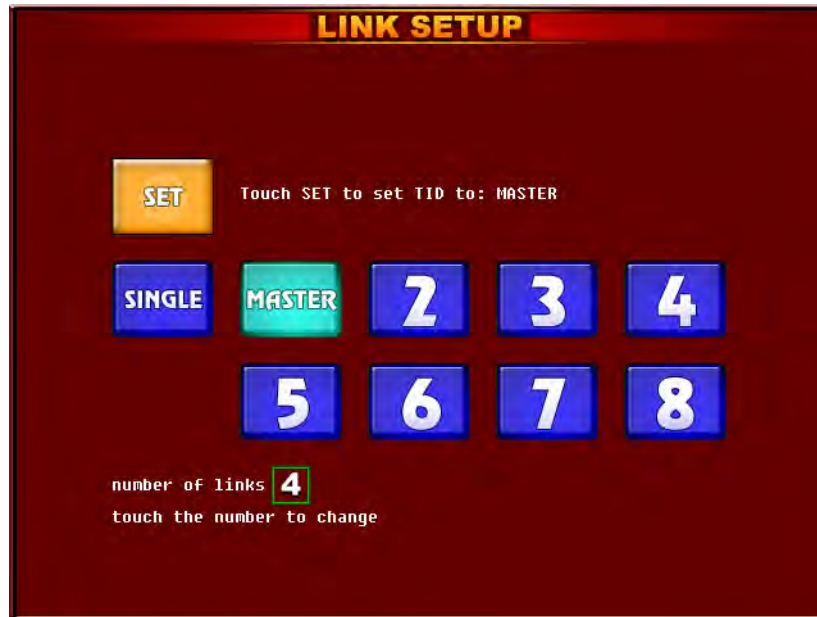 LINK SETUP
SET
Touch SET to set TID to: MASTER
SINGLE MASTER 2 3 4
5 6 7 8
number of links 4
touch the number to change